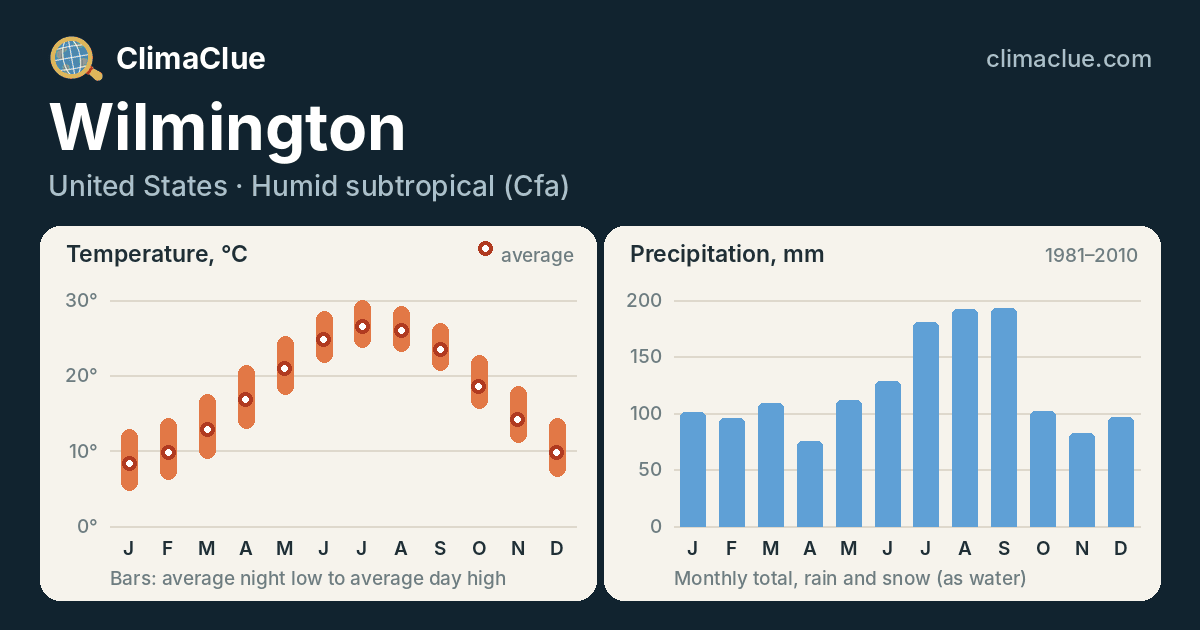 ClimaClue
climaclue.com
Wilmington
United States · Humid subtropical (Cfa)
Temperature, °C
average
30°
20°
10°
0°
J F M A M J J A S O N D
Bars: average night low to average day high
Precipitation, mm
1981–2010
200
150
100
50
0
J F M A M J J A S O N D
Monthly total, rain and snow (as water)